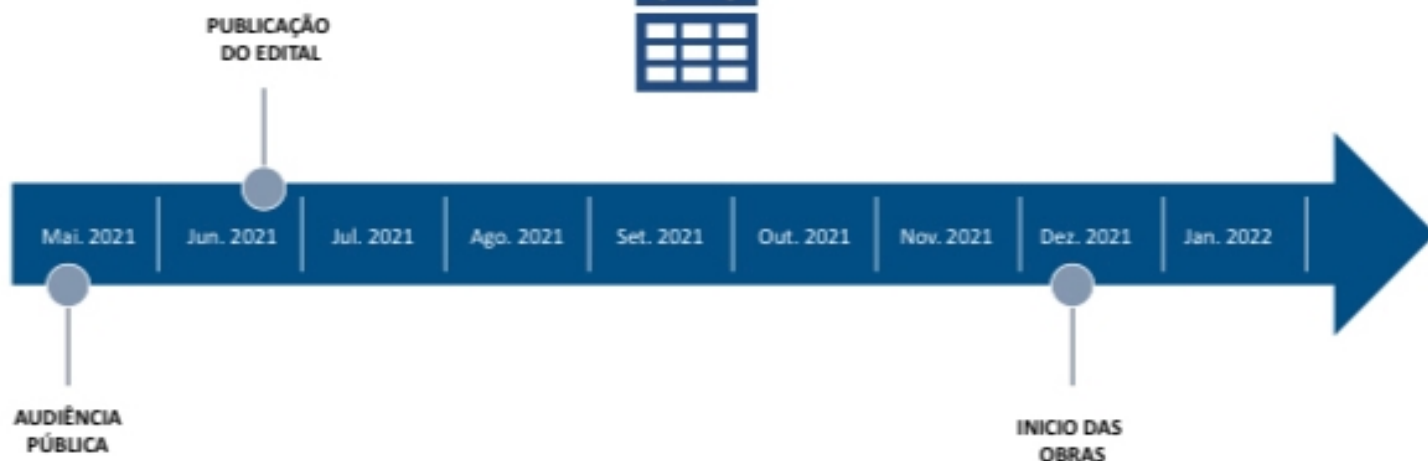 PUBLICAÇÃO
DO EDITAL
Mai. 2021
Jun. 2021
Jul. 2021
Ago. 2021
Set. 2021
Out. 2021
Nov. 2021
Dez. 2021
Jan. 2022
AUDIÊNCIA
PÚBLICA
INICIO DAS
OBRAS